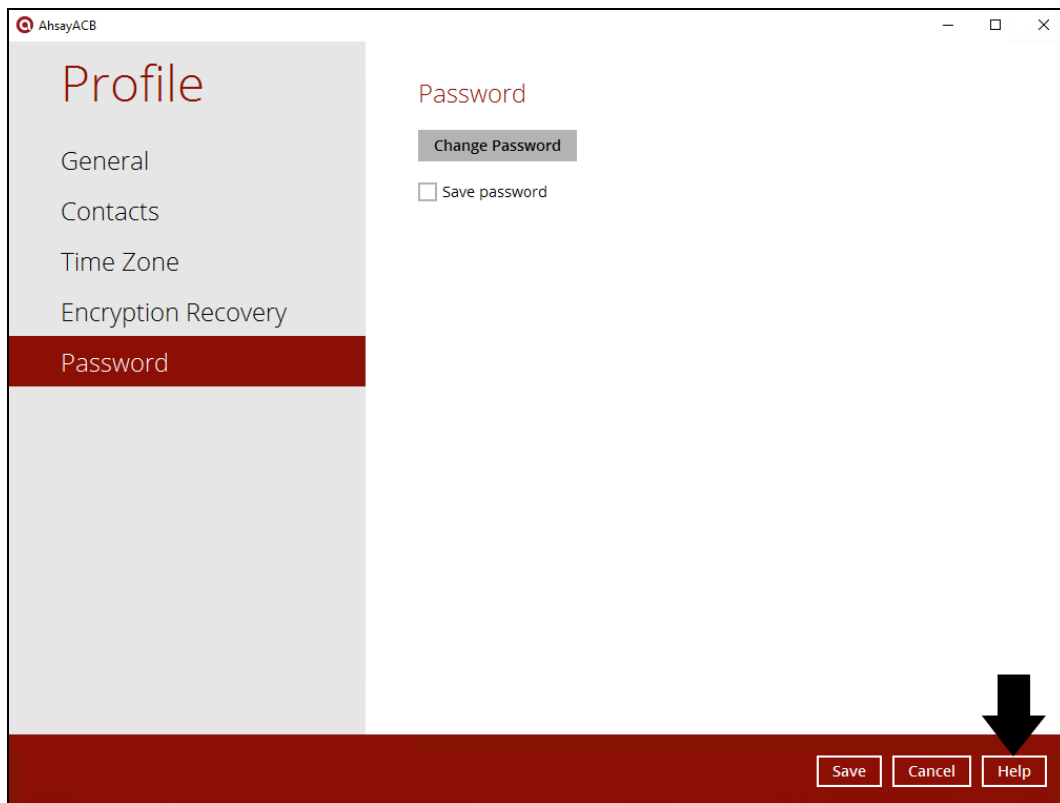 AhsayACB
Profile
General
Contacts
Time Zone
Encryption Recovery
Password
Password
Change Password
Save password
Save
Cancel
Help